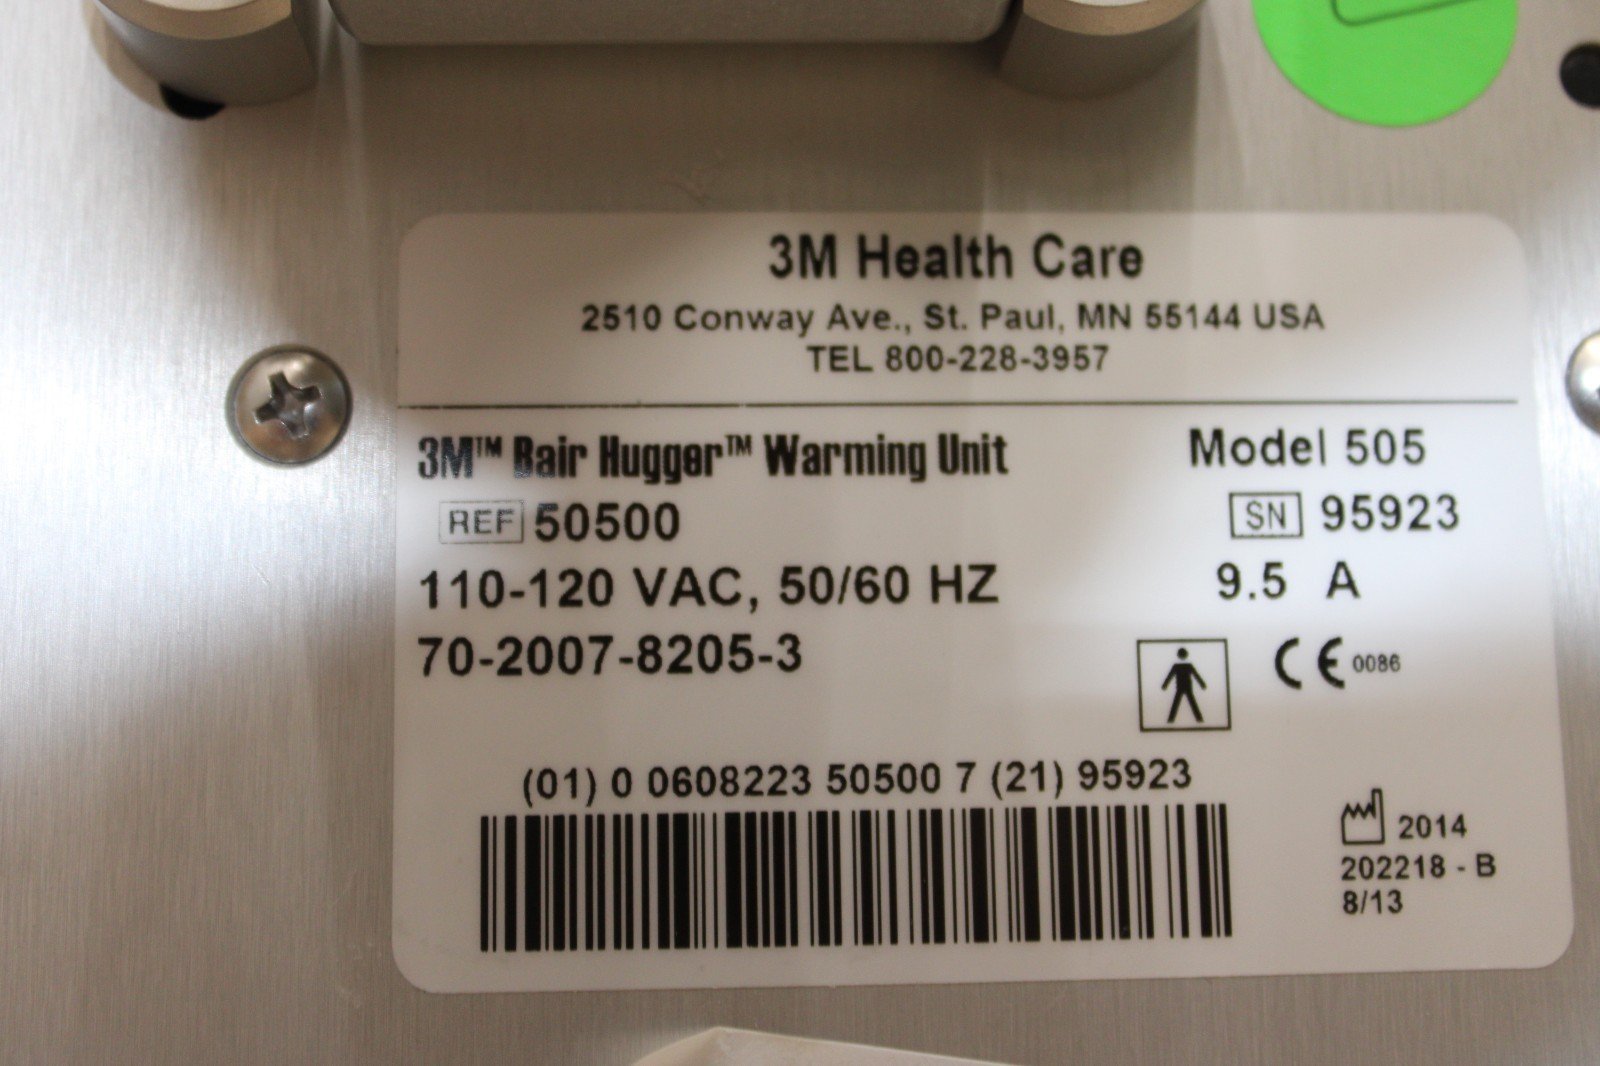 3M Health Care
2510 Conway Ave., St. Paul, MN 55144 USA
TEL 800-228-3957
3M™ Bair Hugger™ Warming Unit
Model 505
REF 50500
SN 95923
110-120 VAC, 50/60 HZ
9.5 A
70-2007-8205-3
CE 0086
(01) 0 0608223 50500 7 (21) 95923
2014
202218 - B
8/13